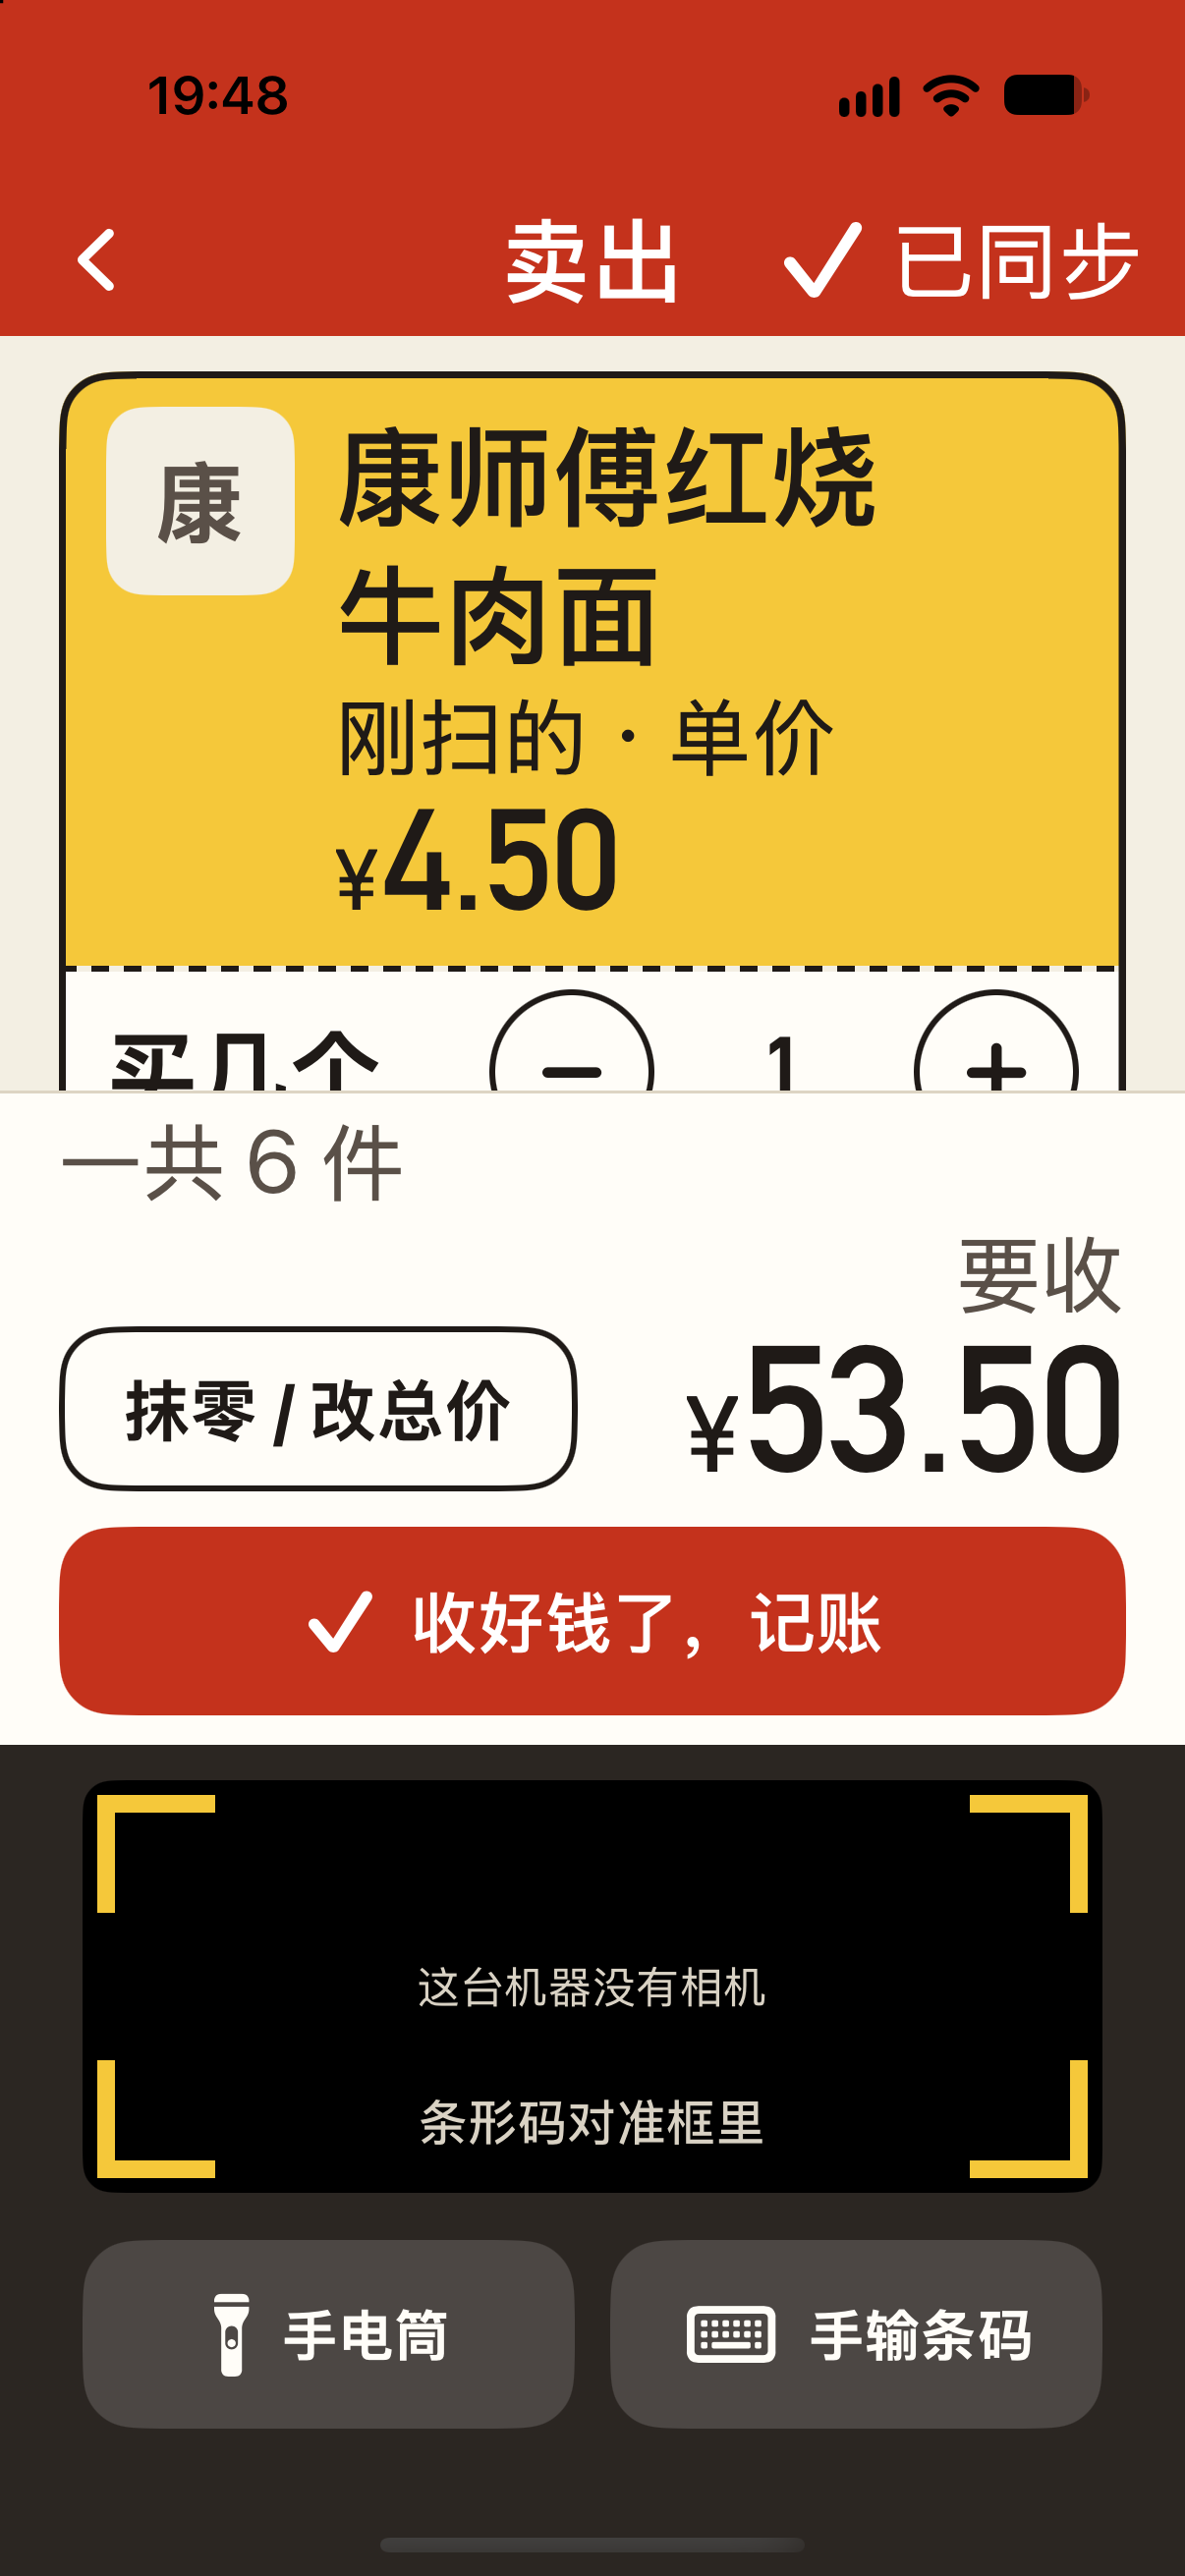 19:48
卖出
已同步
康
康师傅红烧
牛肉面
刚扫的 · 单价
¥4.50
买几个
1
一共 6 件
要收
抹零 / 改总价
¥53.50
收好钱了，记账
这台机器没有相机
条形码对准框里
手电筒
手输条码